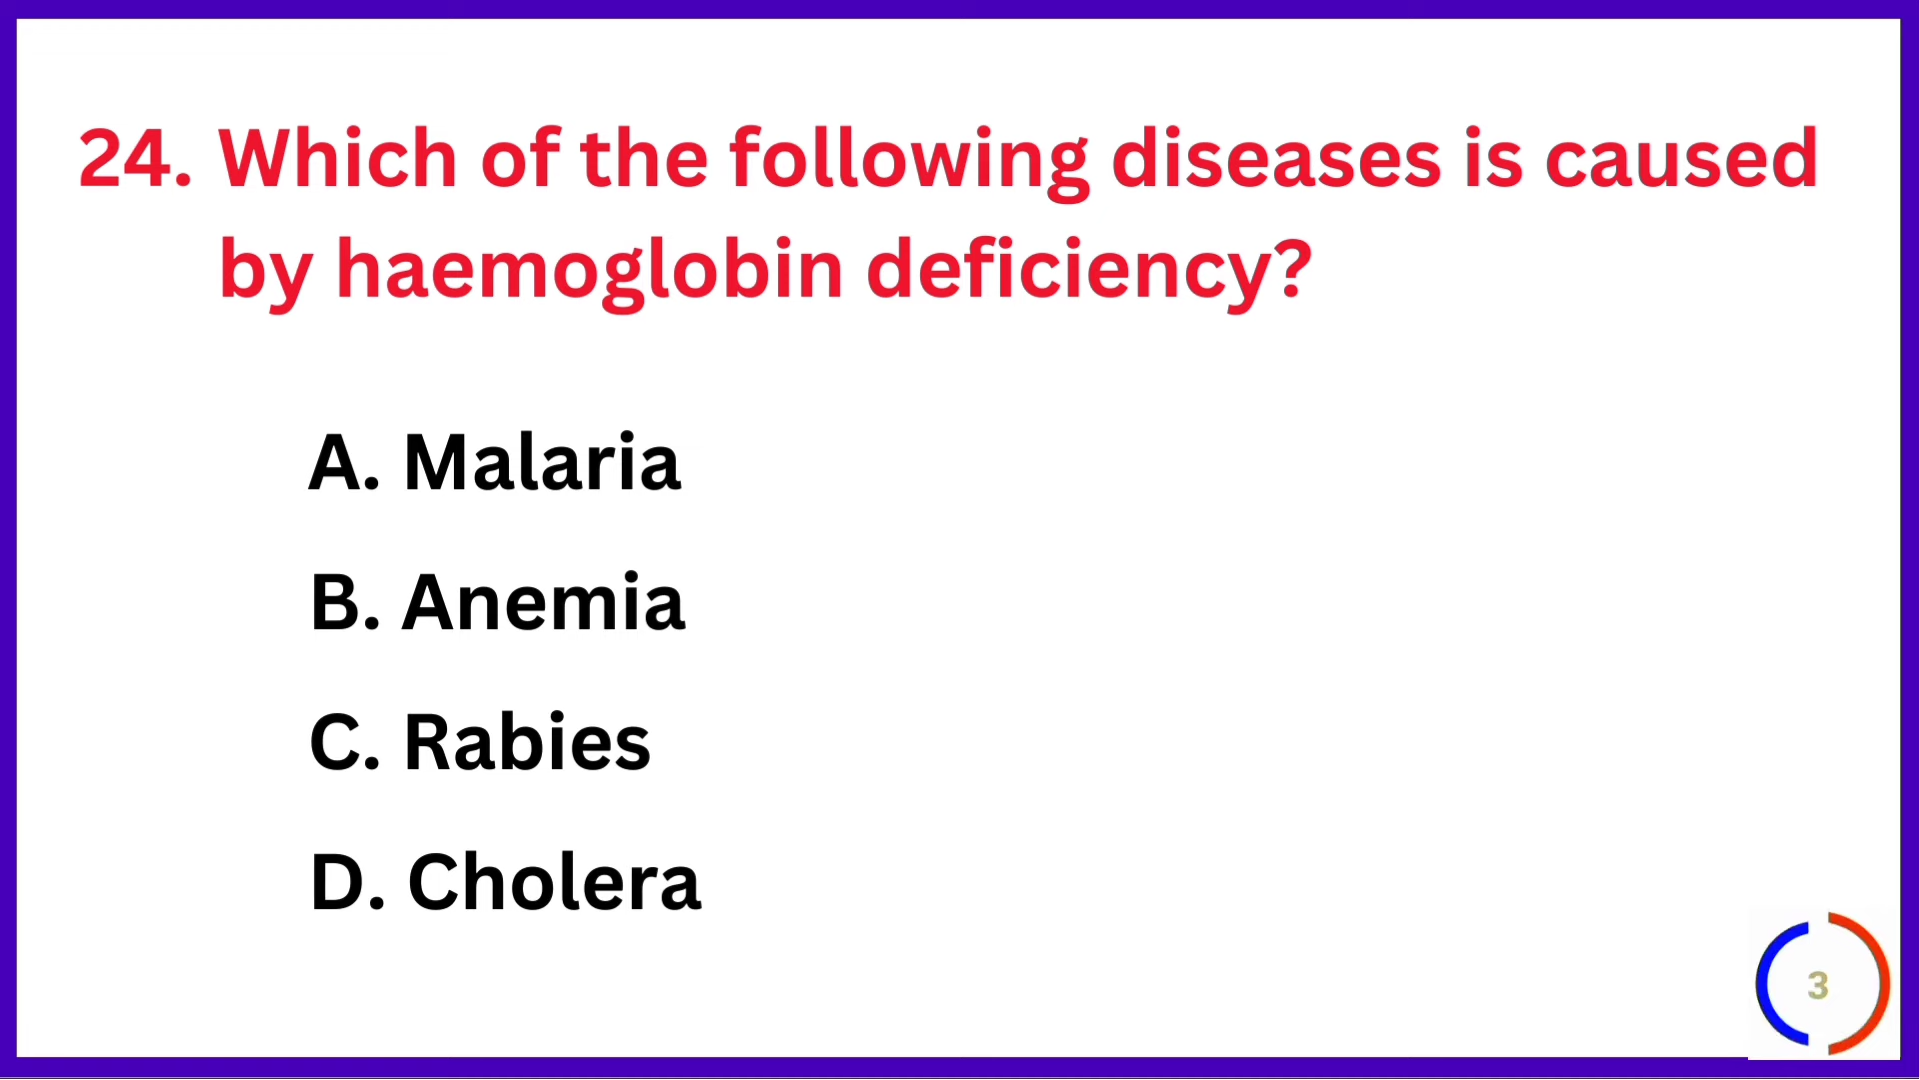 24. Which of the following diseases is caused
by haemoglobin deficiency?
A. Malaria
B. Anemia
C. Rabies
D. Cholera
3